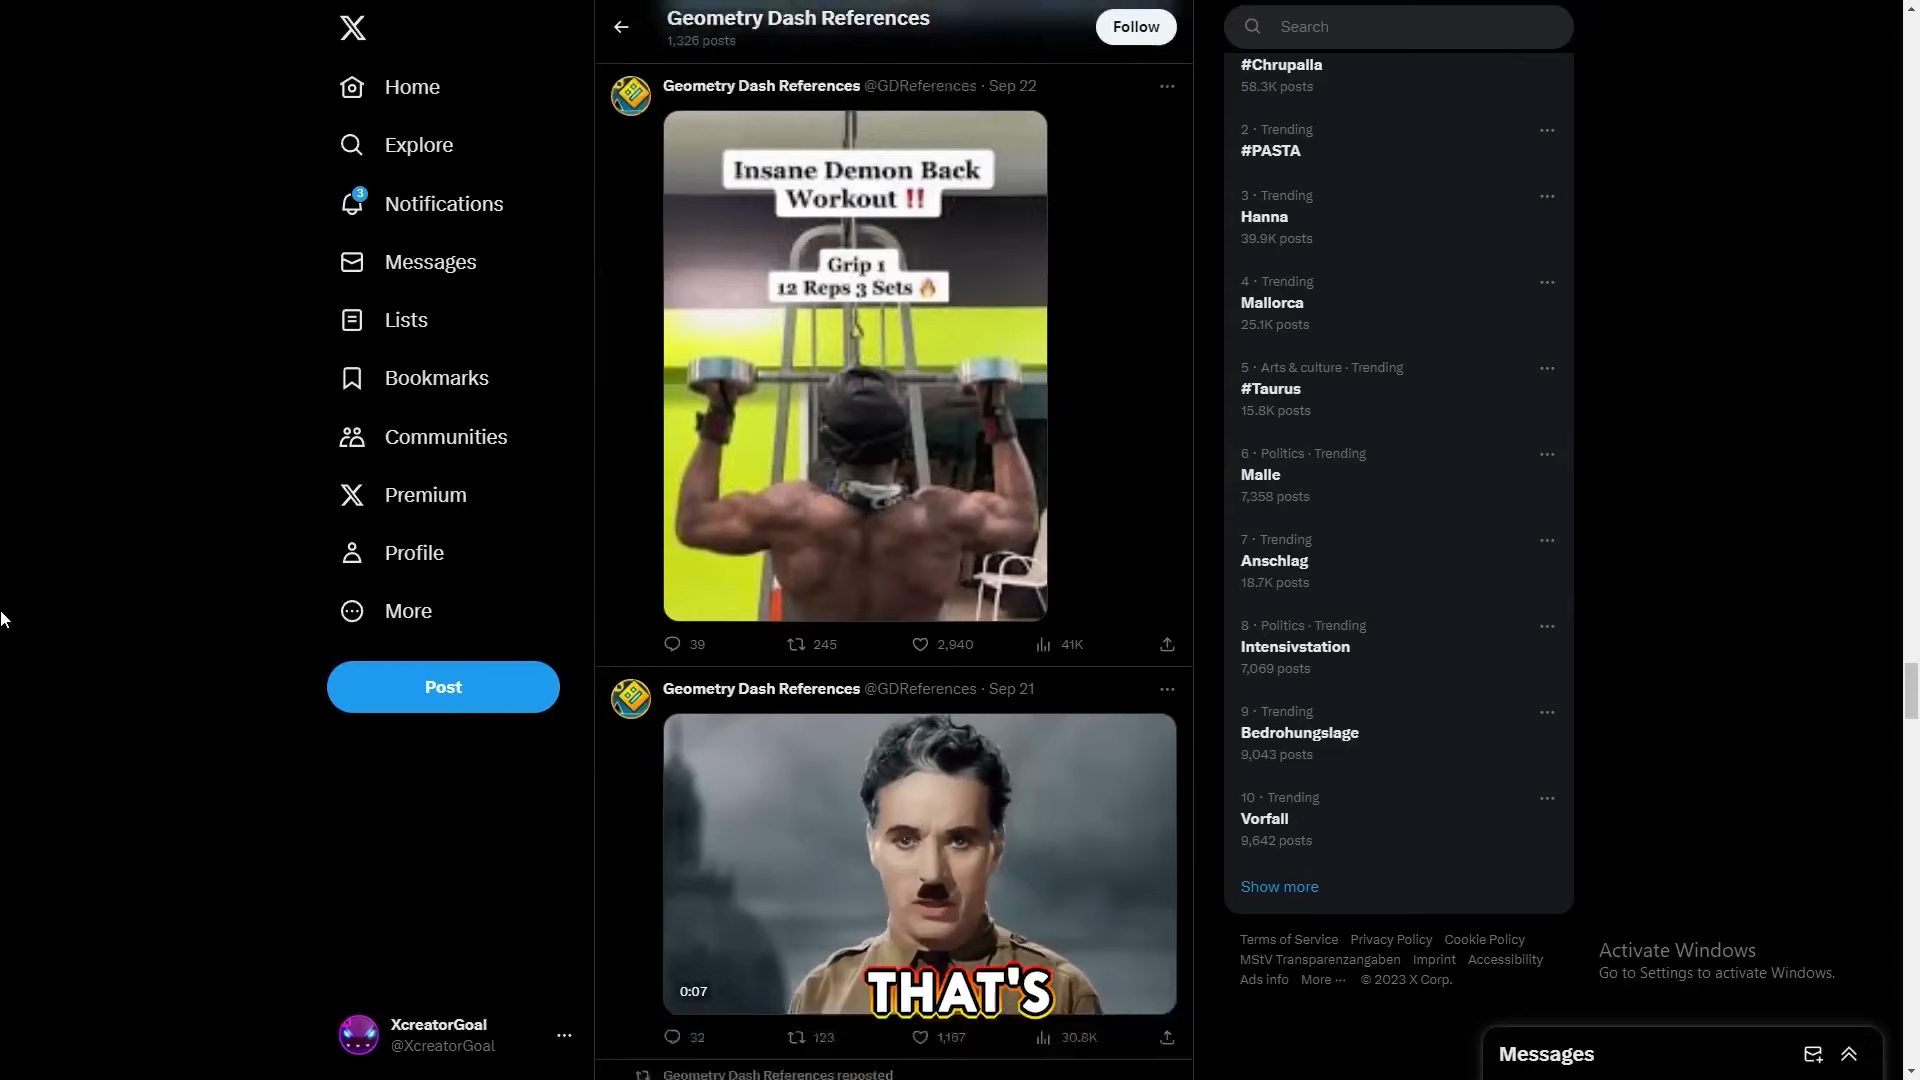 Home
Explore
3
Notifications
Messages
Lists
Bookmarks
Communities
Premium
Profile
More
Post
XcreatorGoal
@XcreatorGoal
Geometry Dash References
1,326 posts
Follow
Geometry Dash References @GDReferences · Sep 22
Insane Demon Back
Workout ‼️
Grip 1
12 Reps 3 Sets 🔥
39 245 2,940 41K
Geometry Dash References @GDReferences · Sep 21
THAT'S
0:07
32 123 1,167 30.8K
Geometry Dash References reposted
Search
#Chrupalla
58.3K posts
2 · Trending
#PASTA
3 · Trending
Hanna
39.9K posts
4 · Trending
Mallorca
25.1K posts
5 · Arts & culture · Trending
#Taurus
15.8K posts
6 · Politics · Trending
Malle
7,358 posts
7 · Trending
Anschlag
18.7K posts
8 · Politics · Trending
Intensivstation
7,069 posts
9 · Trending
Bedrohungslage
9,043 posts
10 · Trending
Vorfall
9,642 posts
Show more
Terms of Service Privacy Policy Cookie Policy
MStV Transparenzangaben Imprint Accessibility
Ads info More ··· © 2023 X Corp.
Activate Windows
Go to Settings to activate Windows.
Messages